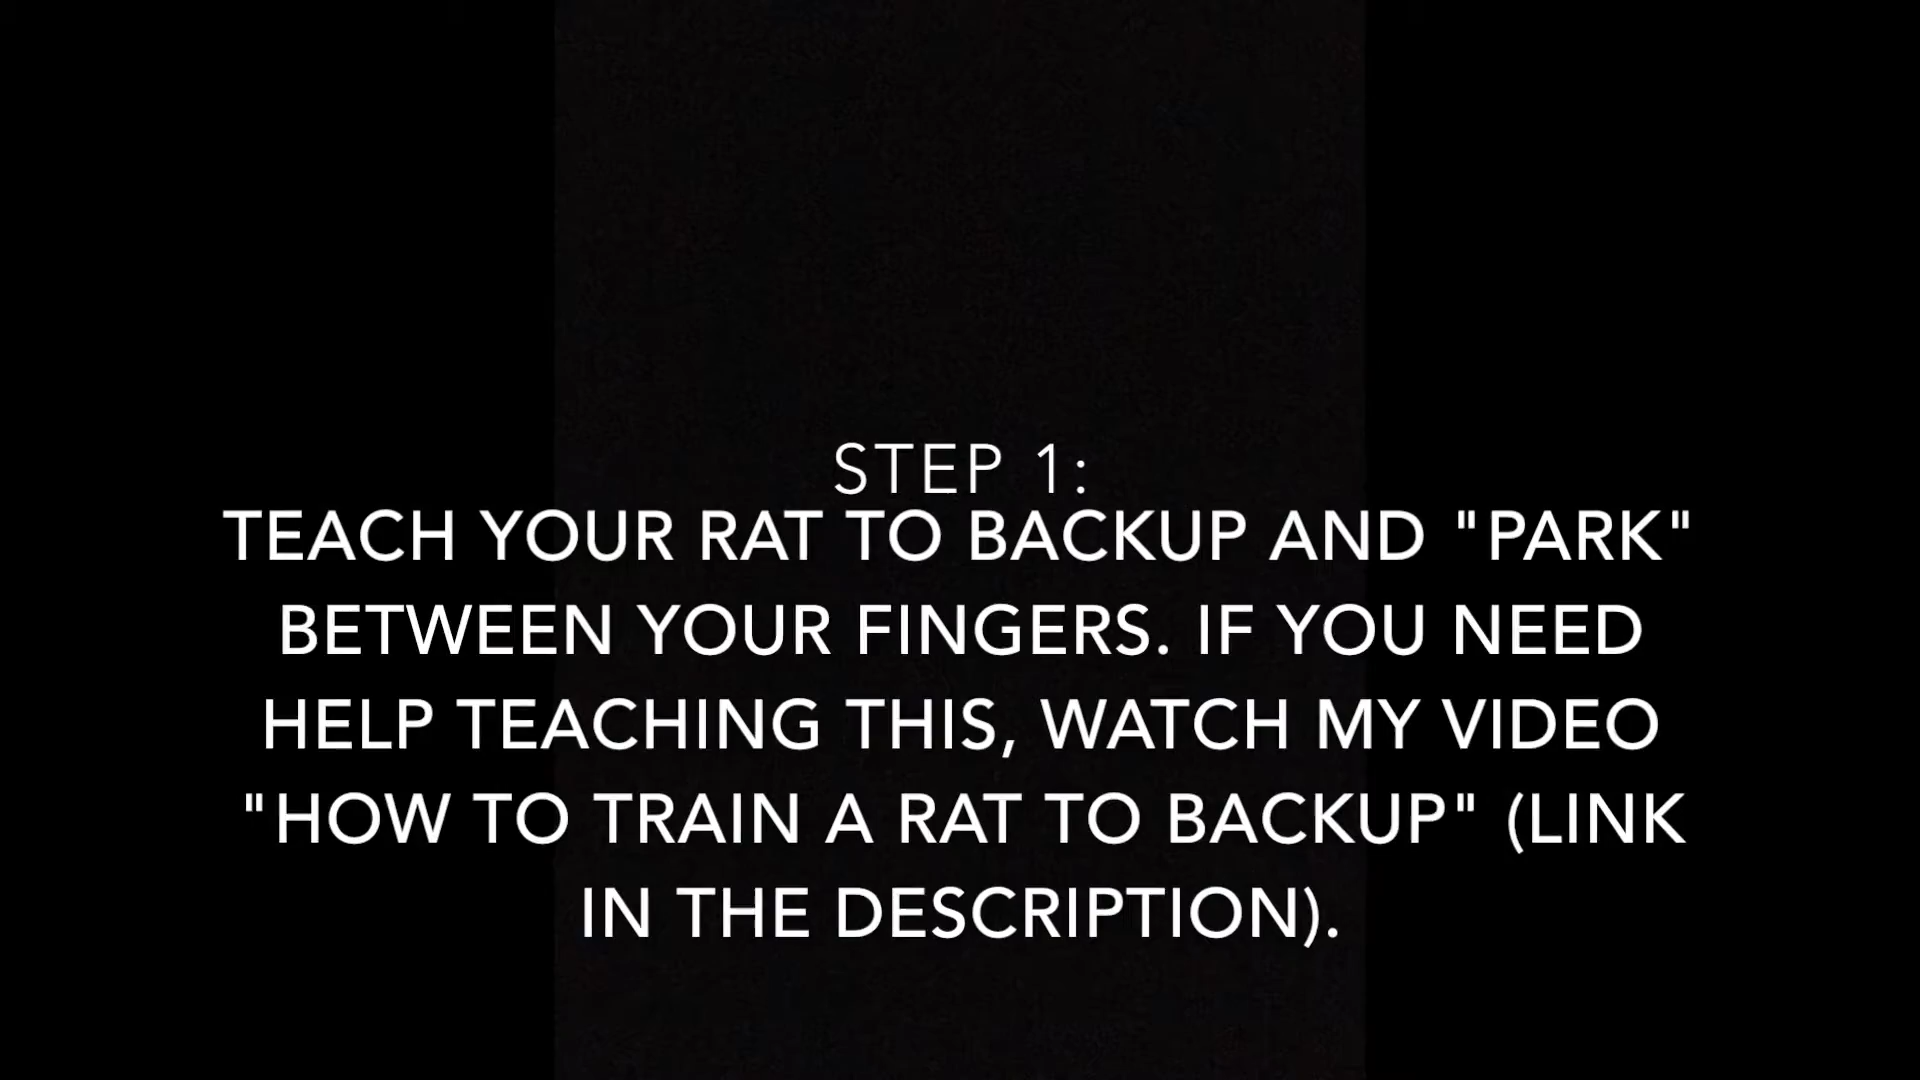 STEP 1:
TEACH YOUR RAT TO BACKUP AND "PARK"
BETWEEN YOUR FINGERS. IF YOU NEED
HELP TEACHING THIS, WATCH MY VIDEO
"HOW TO TRAIN A RAT TO BACKUP" (LINK
IN THE DESCRIPTION).